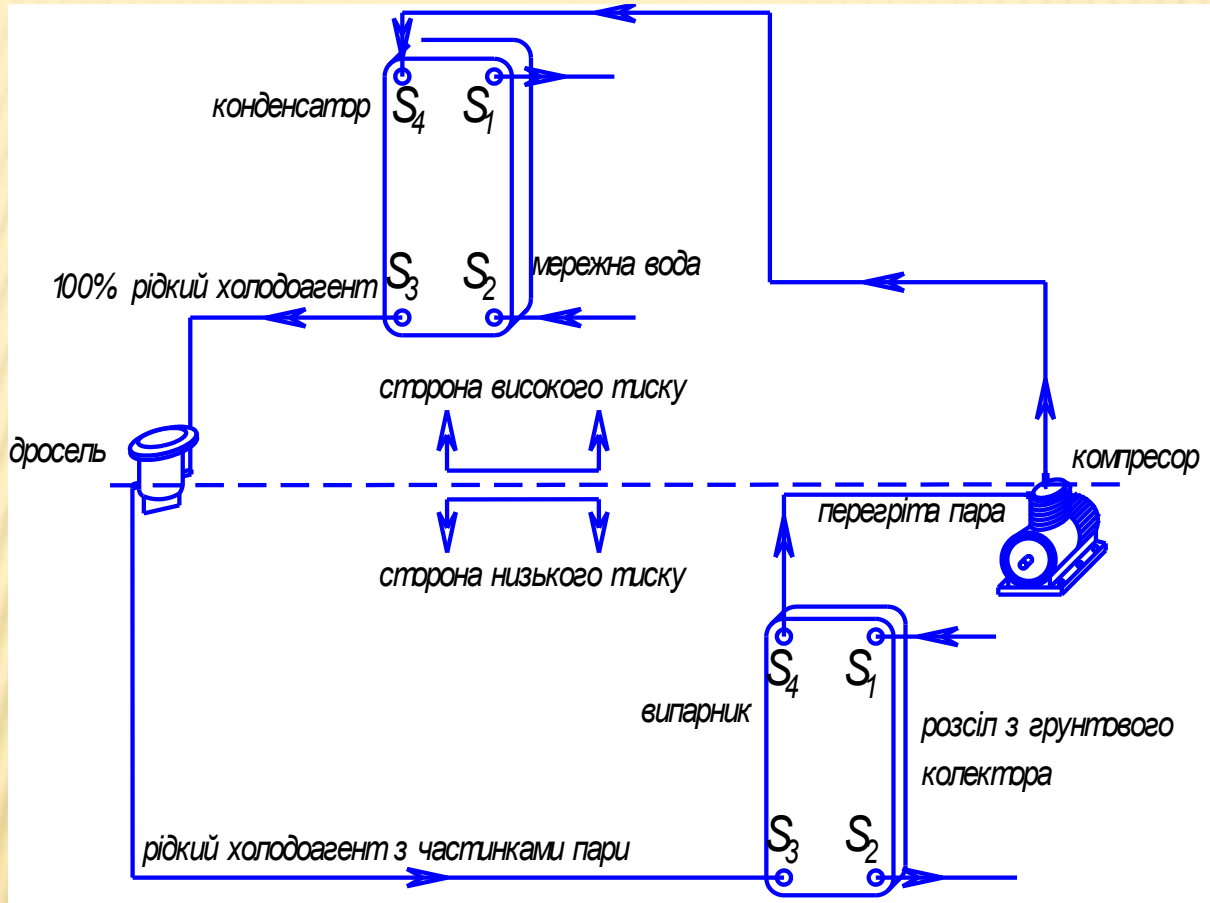 конденсатор
S4 S1
S3 S2
мережна вода
100% рідкий холодоагент
сторона високого тиску
дросель
компресор
перегріта пара
сторона низького тиску
S4 S1
випарник
розсіл з грунтового
колектора
S3 S2
рідкий холодоагент з частинками пари